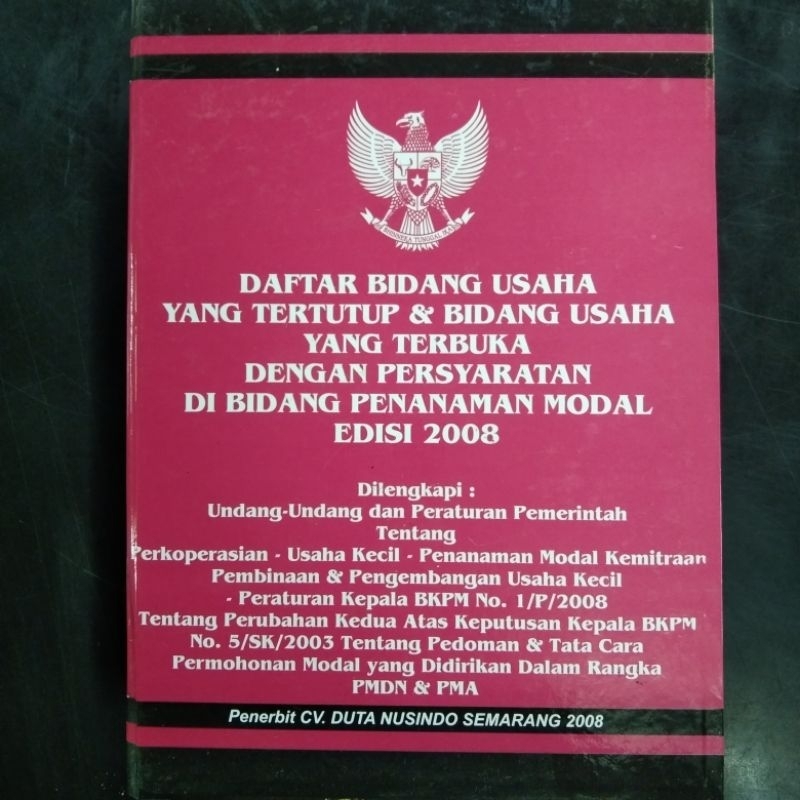 BHINNEKA TUNGGAL IKA
DAFTAR BIDANG USAHA
YANG TERTUTUP & BIDANG USAHA
YANG TERBUKA
DENGAN PERSYARATAN
DI BIDANG PENANAMAN MODAL
EDISI 2008
Dilengkapi :
Undang-Undang dan Peraturan Pemerintah
Tentang
Perkoperasian - Usaha Kecil - Penanaman Modal Kemitraan
Pembinaan & Pengembangan Usaha Kecil
- Peraturan Kepala BKPM No. 1/P/2008
Tentang Perubahan Kedua Atas Keputusan Kepala BKPM
No. 5/SK/2003 Tentang Pedoman & Tata Cara
Permohonan Modal yang Didirikan Dalam Rangka
PMDN & PMA
Penerbit CV. DUTA NUSINDO SEMARANG 2008